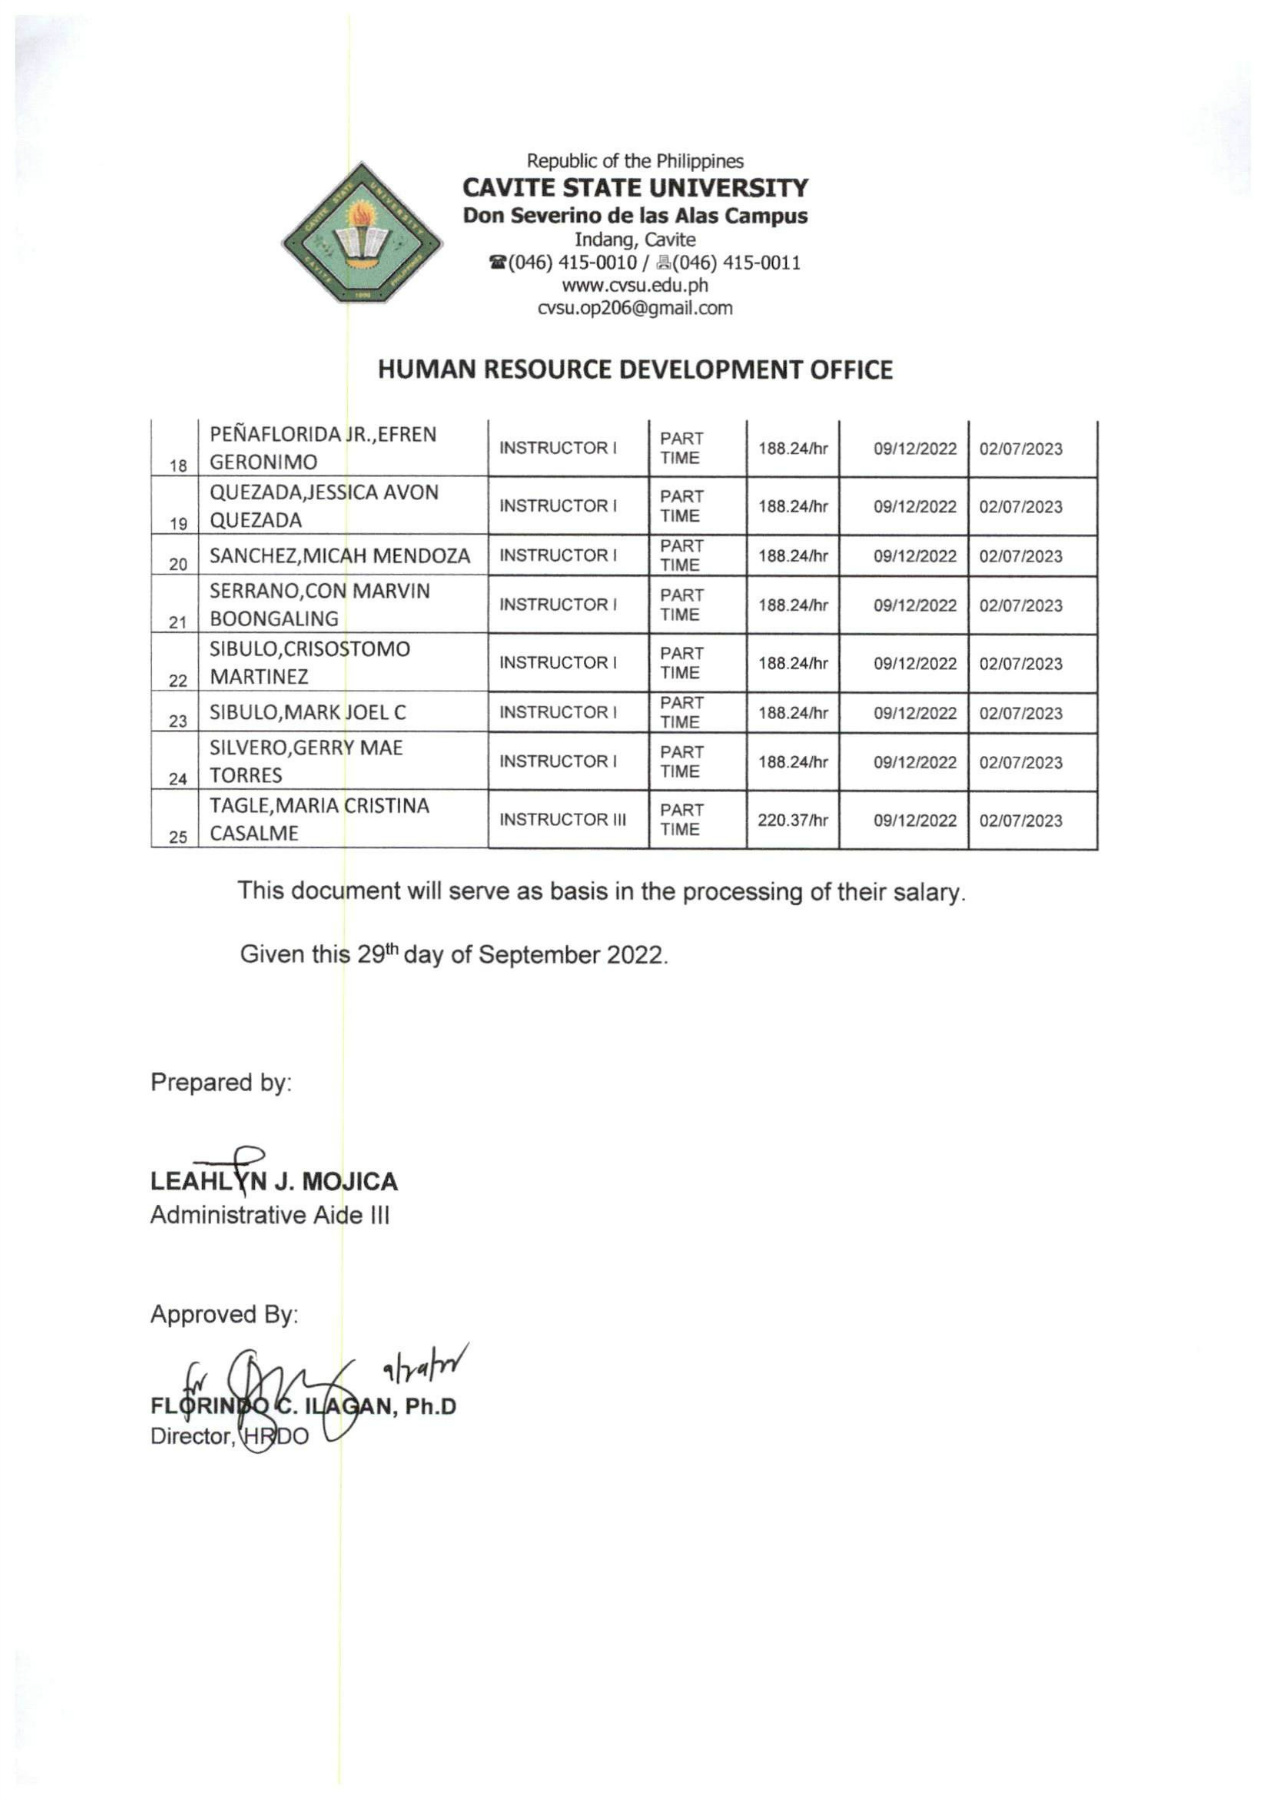 Republic of the Philippines
CAVITE STATE UNIVERSITY
Don Severino de las Alas Campus
Indang, Cavite
☎(046) 415-0010 / (046) 415-0011
www.cvsu.edu.ph
cvsu.op206@gmail.com
CAVITE STATE UNIVERSITY
CAVITE PHILIPPINES
1906
HUMAN RESOURCE DEVELOPMENT OFFICE
18 PEÑAFLORIDA JR.,EFREN GERONIMO INSTRUCTOR I PART TIME 188.24/hr 09/12/2022 02/07/2023
19 QUEZADA,JESSICA AVON QUEZADA INSTRUCTOR I PART TIME 188.24/hr 09/12/2022 02/07/2023
20 SANCHEZ,MICAH MENDOZA INSTRUCTOR I PART TIME 188.24/hr 09/12/2022 02/07/2023
21 SERRANO,CON MARVIN BOONGALING INSTRUCTOR I PART TIME 188.24/hr 09/12/2022 02/07/2023
22 SIBULO,CRISOSTOMO MARTINEZ INSTRUCTOR I PART TIME 188.24/hr 09/12/2022 02/07/2023
23 SIBULO,MARK JOEL C INSTRUCTOR I PART TIME 188.24/hr 09/12/2022 02/07/2023
24 SILVERO,GERRY MAE TORRES INSTRUCTOR I PART TIME 188.24/hr 09/12/2022 02/07/2023
25 TAGLE,MARIA CRISTINA CASALME INSTRUCTOR III PART TIME 220.37/hr 09/12/2022 02/07/2023
This document will serve as basis in the processing of their salary.
Given this 29th day of September 2022.
Prepared by:
LEAHLYN J. MOJICA
Administrative Aide III
Approved By:
for
FLORINDO C. ILAGAN, Ph.D
Director, HRDO